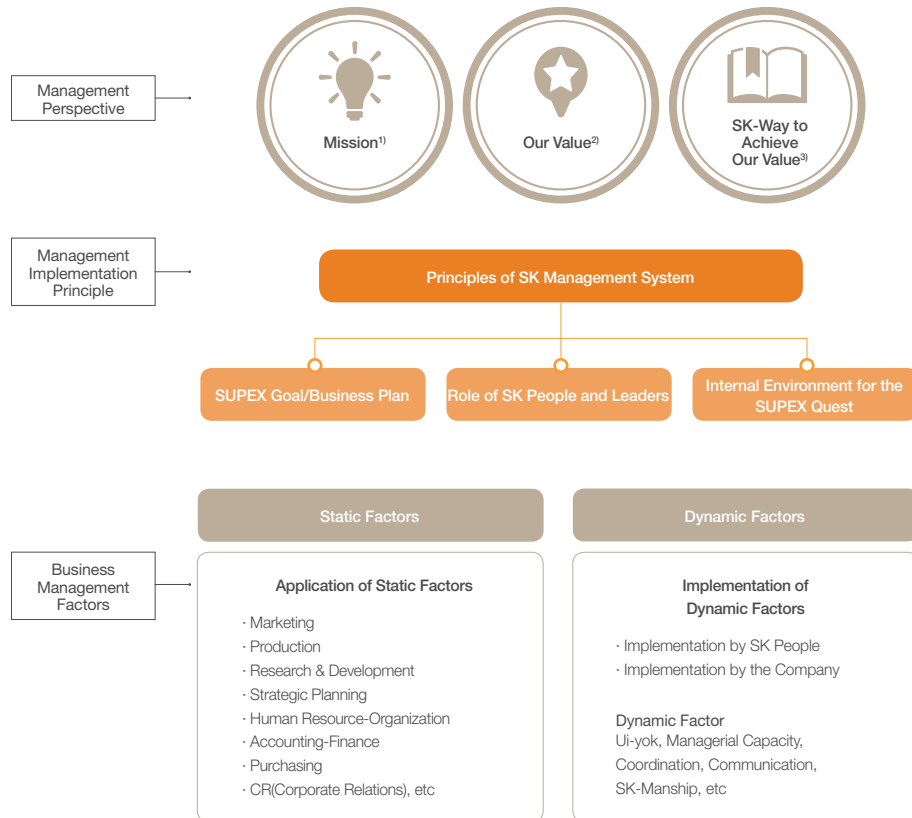 Management
Perspective
Mission¹⁾
Our Value²⁾
SK-Way to
Achieve
Our Value³⁾
Management
Implementation
Principle
Principles of SK Management System
SUPEX Goal/Business Plan
Role of SK People and Leaders
Internal Environment for the
SUPEX Quest
Business
Management
Factors
Static Factors
Application of Static Factors
· Marketing
· Production
· Research & Development
· Strategic Planning
· Human Resource-Organization
· Accounting-Finance
· Purchasing
· CR(Corporate Relations), etc
Dynamic Factors
Implementation of
Dynamic Factors
· Implementation by SK People
· Implementation by the Company
Dynamic Factor
Ui-yok, Managerial Capacity,
Coordination, Communication,
SK-Manship, etc